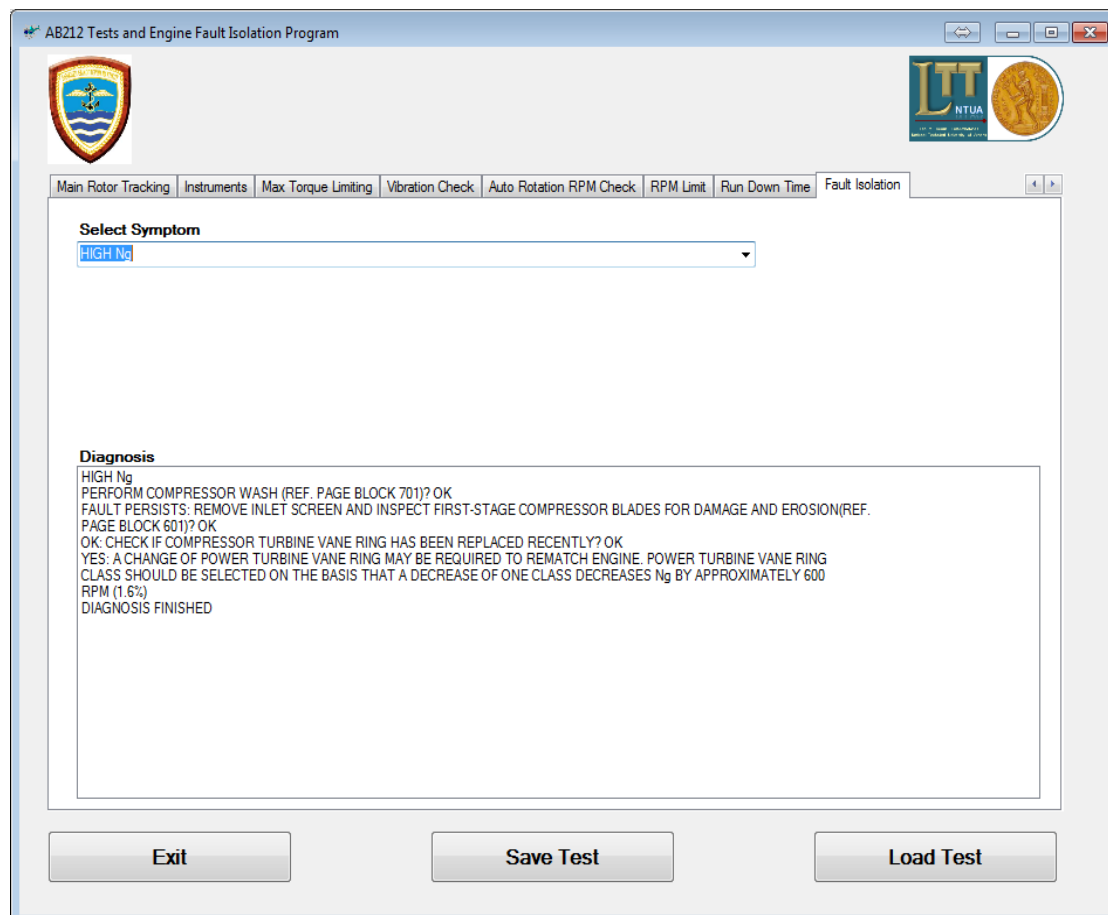 AB212 Tests and Engine Fault Isolation Program
LTT
NTUA
Main Rotor Tracking
Instruments
Max Torque Limiting
Vibration Check
Auto Rotation RPM Check
RPM Limit
Run Down Time
Fault Isolation
Select Symptom
HIGH Ng
Diagnosis
HIGH Ng
PERFORM COMPRESSOR WASH (REF. PAGE BLOCK 701)? OK
FAULT PERSISTS: REMOVE INLET SCREEN AND INSPECT FIRST-STAGE COMPRESSOR BLADES FOR DAMAGE AND EROSION(REF.
PAGE BLOCK 601)? OK
OK: CHECK IF COMPRESSOR TURBINE VANE RING HAS BEEN REPLACED RECENTLY? OK
YES: A CHANGE OF POWER TURBINE VANE RING MAY BE REQUIRED TO REMATCH ENGINE. POWER TURBINE VANE RING
CLASS SHOULD BE SELECTED ON THE BASIS THAT A DECREASE OF ONE CLASS DECREASES Ng BY APPROXIMATELY 600
RPM (1.6%)
DIAGNOSIS FINISHED
Exit
Save Test
Load Test